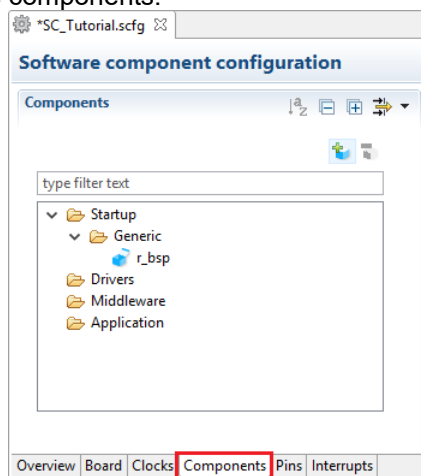 components.
*SC_Tutorial.scfg
Software component configuration
Components
type filter text
Startup
Generic
r_bsp
Drivers
Middleware
Application
Overview Board Clocks Components Pins Interrupts